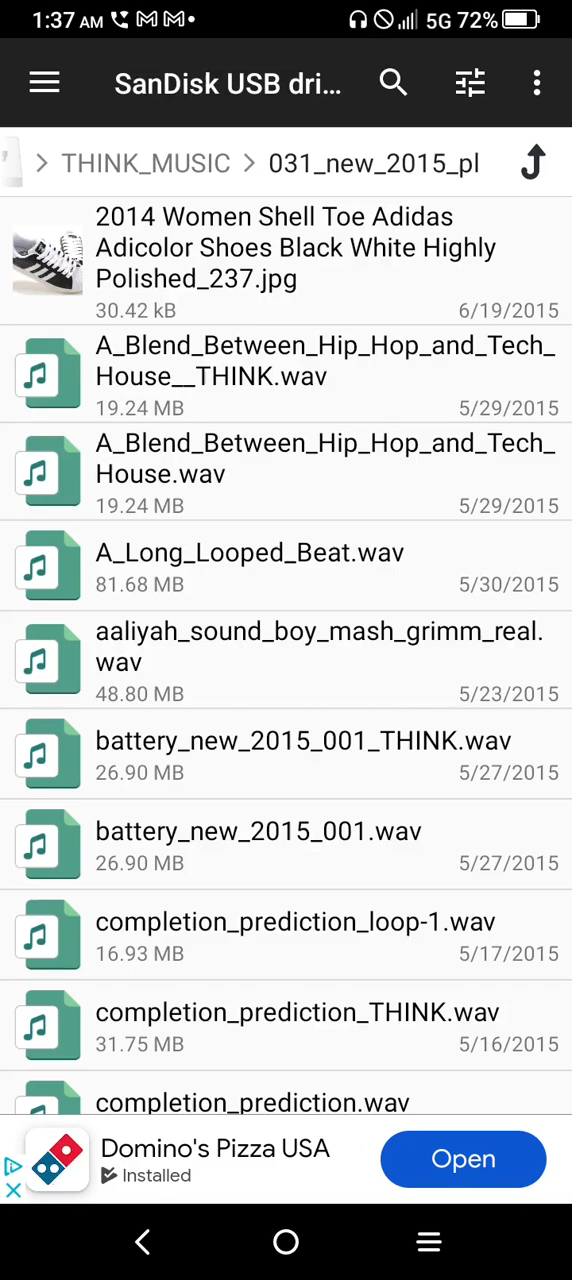 1:37 AM 5G 72%
SanDisk USB dri...
THINK_MUSIC > 031_new_2015_pl
2014 Women Shell Toe Adidas
Adicolor Shoes Black White Highly
Polished_237.jpg
30.42 kB 6/19/2015
A_Blend_Between_Hip_Hop_and_Tech_
House__THINK.wav
19.24 MB 5/29/2015
A_Blend_Between_Hip_Hop_and_Tech_
House.wav
19.24 MB 5/29/2015
A_Long_Looped_Beat.wav
81.68 MB 5/30/2015
aaliyah_sound_boy_mash_grimm_real.
wav
48.80 MB 5/23/2015
battery_new_2015_001_THINK.wav
26.90 MB 5/27/2015
battery_new_2015_001.wav
26.90 MB 5/27/2015
completion_prediction_loop-1.wav
16.93 MB 5/17/2015
completion_prediction_THINK.wav
31.75 MB 5/16/2015
completion_prediction.wav
Domino's Pizza USA
Installed
Open